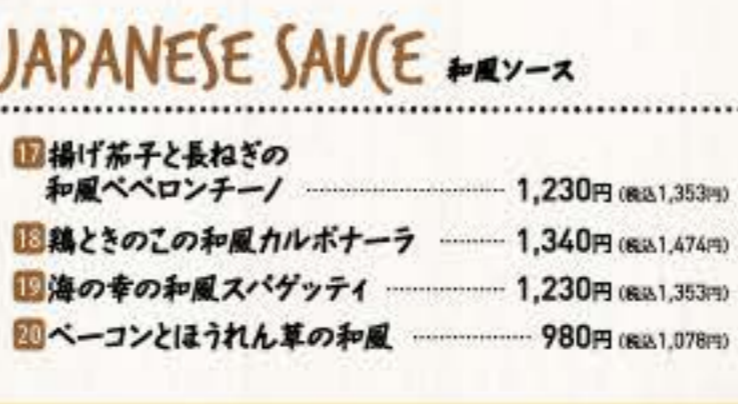 JAPANESE SAUCE 和風ソース
17 揚げ茄子と長ねぎの
和風ペペロンチーノ 1,230円(税込1,353円)
18 鶏ときのこの和風カルボナーラ 1,340円(税込1,474円)
19 海の幸の和風スパゲッティ 1,230円(税込1,353円)
20 ベーコンとほうれん草の和風 980円(税込1,078円)